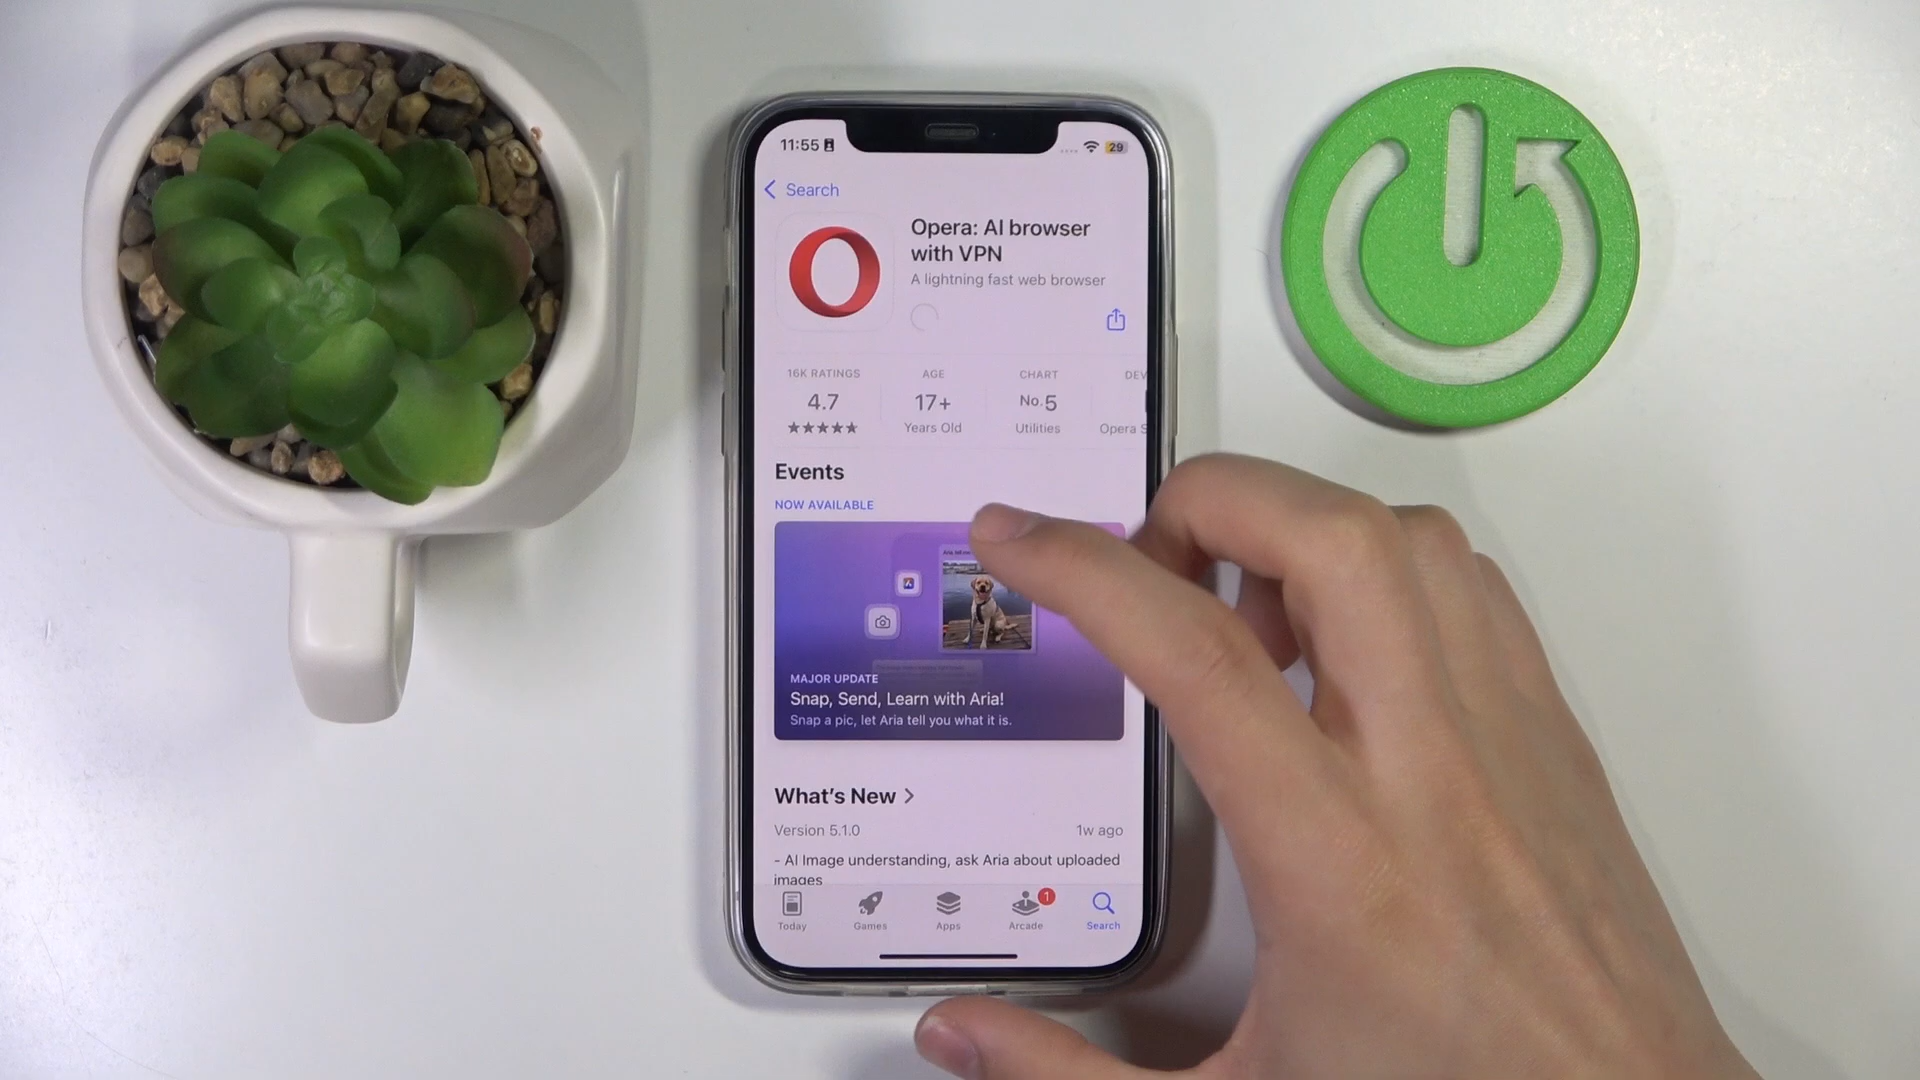 11:55
29
Search
Opera: AI browser
with VPN
A lightning fast web browser
16K RATINGS
AGE
CHART
DEV
4.7
17+
No.5
Years Old
Utilities
Opera S
Events
NOW AVAILABLE
MAJOR UPDATE
Snap, Send, Learn with Aria!
Snap a pic, let Aria tell you what it is.
What's New
Version 5.1.0
1w ago
- AI Image understanding, ask Aria about uploaded
images
1
Today
Games
Apps
Arcade
Search